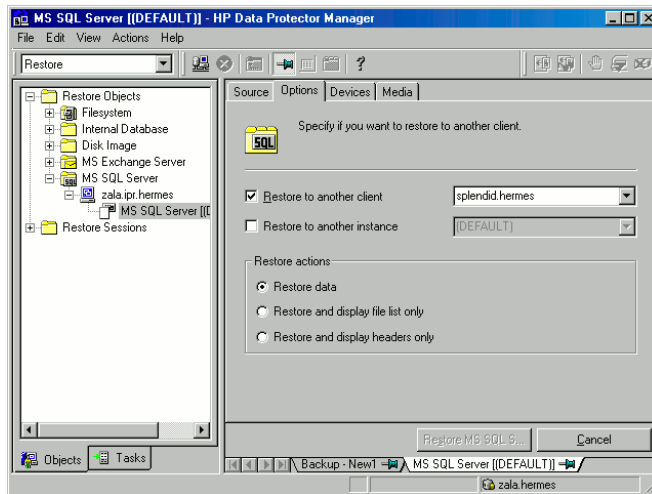 MS SQL Server [(DEFAULT)] - HP Data Protector Manager
File Edit View Actions Help
Restore
Restore Objects
Filesystem
Internal Database
Disk Image
MS Exchange Server
MS SQL Server
zala.ipr.hermes
MS SQL Server [(D
Restore Sessions
Objects
Tasks
Source Options Devices Media
SQL
Specify if you want to restore to another client.
Restore to another client
splendid.hermes
Restore to another instance
(DEFAULT)
Restore actions
Restore data
Restore and display file list only
Restore and display headers only
Restore MS SQL S...
Cancel
Backup - New1
MS SQL Server [(DEFAULT)]
zala.hermes